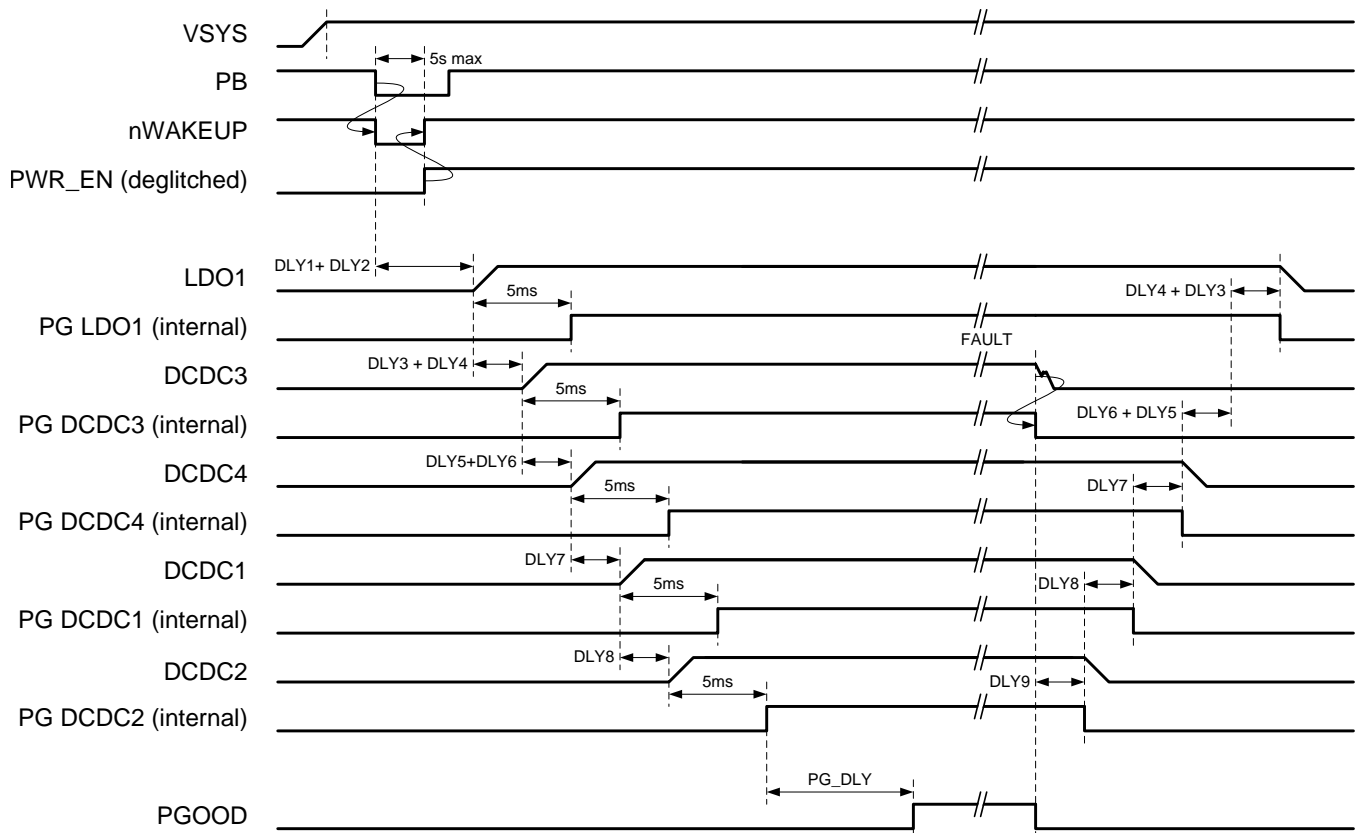 VSYS
5s max
PB
nWAKEUP
PWR_EN (deglitched)
DLY1+ DLY2
LDO1
5ms
DLY4 + DLY3
PG LDO1 (internal)
FAULT
DLY3 + DLY4
DCDC3
5ms
DLY6 + DLY5
PG DCDC3 (internal)
DLY5+DLY6
DCDC4
5ms
DLY7
PG DCDC4 (internal)
DLY7
DCDC1
5ms
DLY8
PG DCDC1 (internal)
DLY8
DCDC2
5ms
DLY9
PG DCDC2 (internal)
PG_DLY
PGOOD